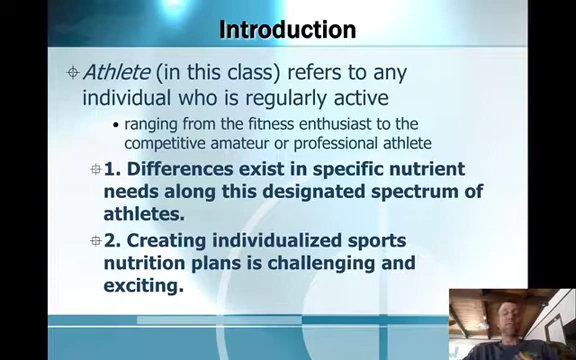 Introduction
Athlete (in this class) refers to any
individual who is regularly active
• ranging from the fitness enthusiast to the
competitive amateur or professional athlete
1. Differences exist in specific nutrient
needs along this designated spectrum of
athletes.
2. Creating individualized sports
nutrition plans is challenging and
exciting.